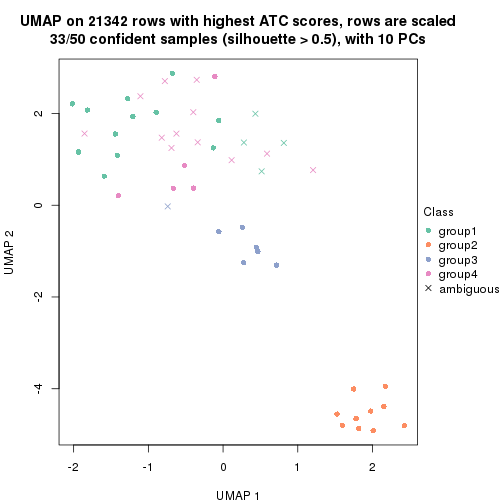 UMAP on 21342 rows with highest ATC scores, rows are scaled
33/50 confident samples (silhouette > 0.5), with 10 PCs
2
0
-2
-4
UMAP 2
-2
-1
0
1
2
UMAP 1
Class
group1
group2
group3
group4
ambiguous